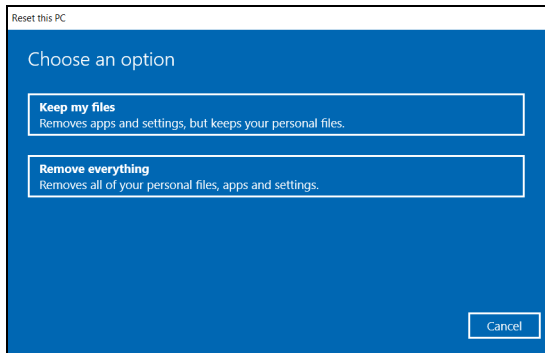 Reset this PC
Choose an option
Keep my files
Removes apps and settings, but keeps your personal files.
Remove everything
Removes all of your personal files, apps and settings.
Cancel